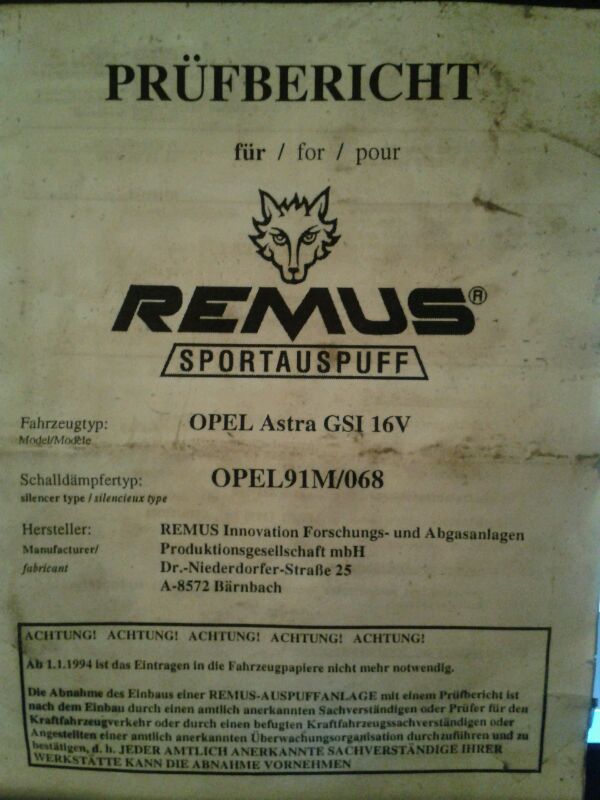 PRÜFBERICHT
für / for / pour
REMUS®
SPORTAUSPUFF
Fahrzeugtyp: OPEL Astra GSI 16V
Model/Modèle
Schalldämpfertyp: OPEL91M/068
silencer type / silencieux type
Hersteller: REMUS Innovation Forschungs- und Abgasanlagen
Manufacturer/ Produktionsgesellschaft mbH
fabricant Dr.-Niederdorfer-Straße 25
A-8572 Bärnbach
ACHTUNG! ACHTUNG! ACHTUNG! ACHTUNG! ACHTUNG!
Ab 1.1.1994 ist das Eintragen in die Fahrzeugpapiere nicht mehr notwendig.
Die Abnahme des Einbaus einer REMUS-AUSPUFFANLAGE mit einem Prüfbericht ist
nach dem Einbau durch einen amtlich anerkannten Sachverständigen oder Prüfer für den
Kraftfahrzeugverkehr oder durch einen befugten Kraftfahrzeugssachverständigen oder
Angestellten einer amtlich anerkannten Überwachungsorganisation durchzuführen und zu
bestätigen, d. h. JEDER AMTLICH ANERKANNTE SACHVERSTÄNDIGE IHRER
WERKSTÄTTE KANN DIE ABNAHME VORNEHMEN